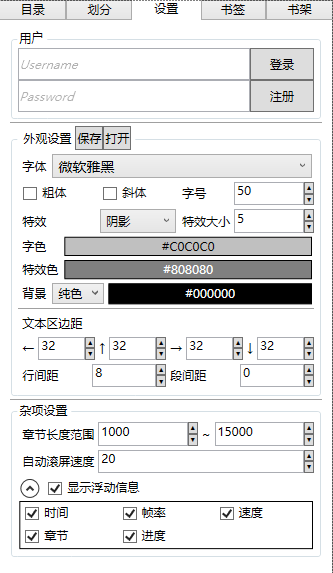 目录 划分 设置 书签 书架
用户
Username 登录
Password 注册
外观设置 保存 打开
字体 微软雅黑
粗体 斜体 字号 50
特效 阴影 特效大小 5
字色 #C0C0C0
特效色 #808080
背景 纯色 #000000
文本区边距
← 32 ↑ 32 → 32 ↓ 32
行间距 8 段间距 0
杂项设置
章节长度范围 1000 ~ 15000
自动滚屏速度 20
显示浮动信息
时间 帧率 速度
章节 进度